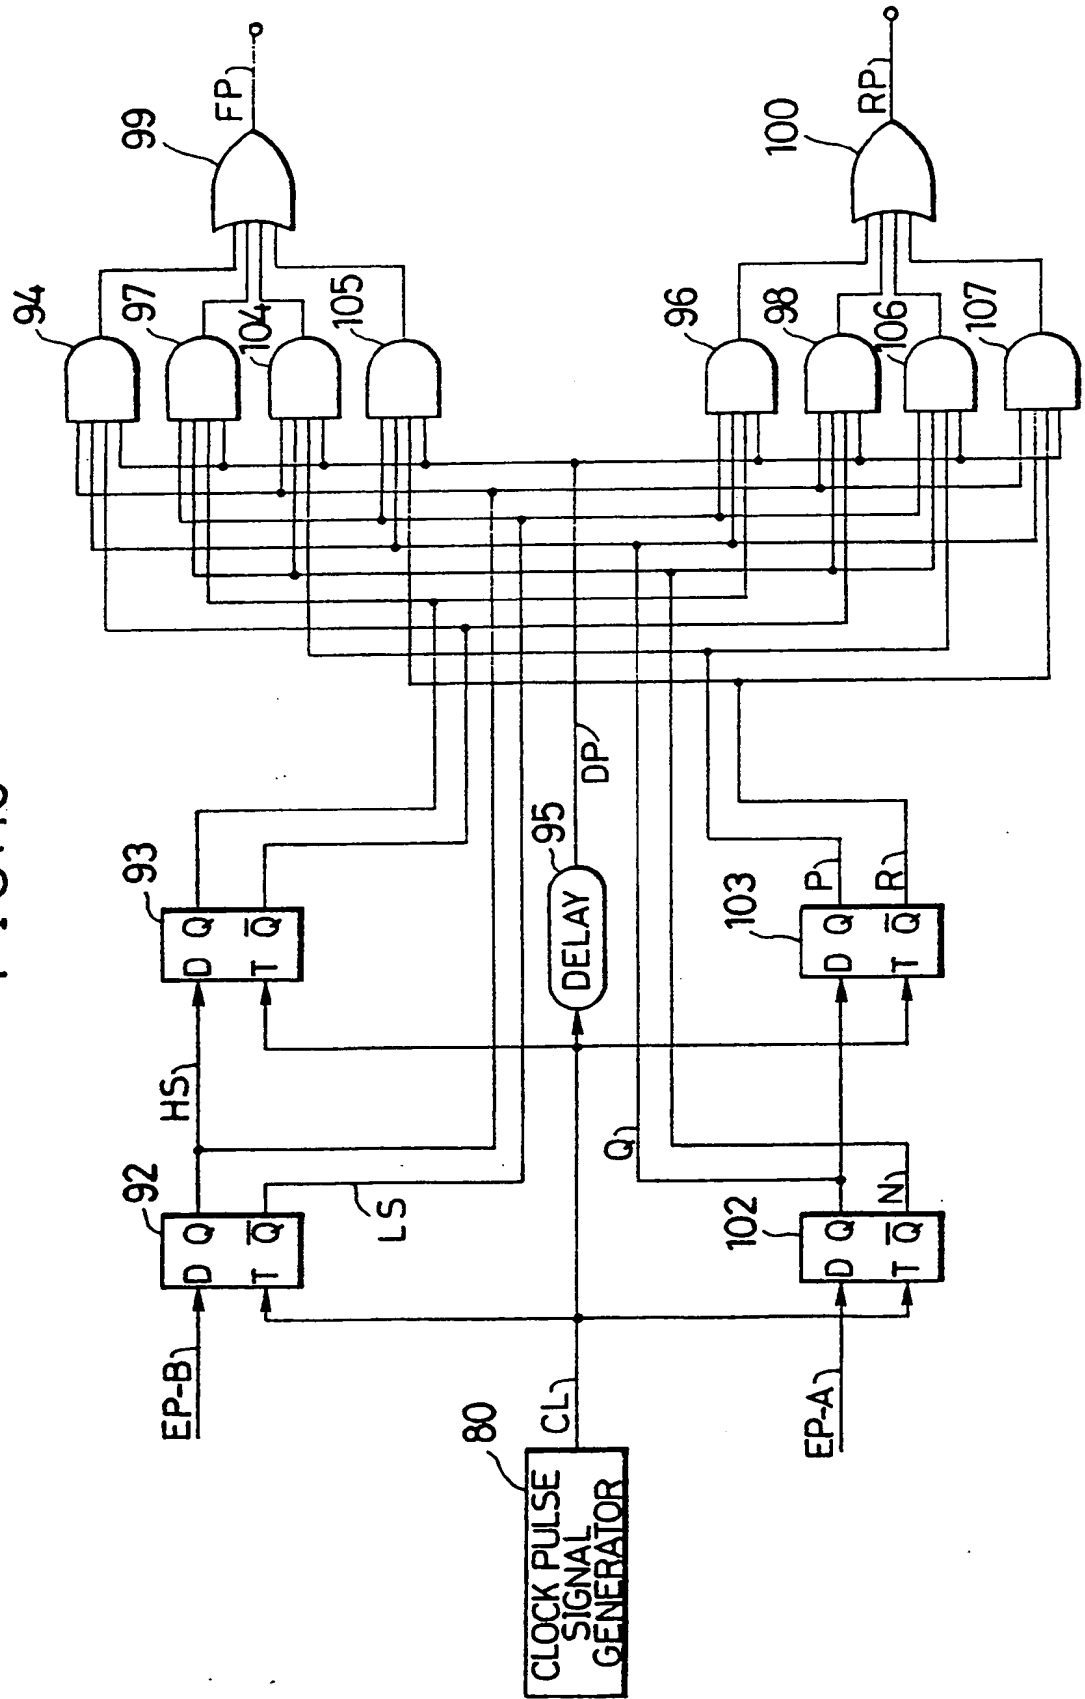 EP-B
92
D Q
T Q̅
HS
LS
93
D Q
T Q̅
94
97
104
105
99
FP
80
CLOCK PULSE
SIGNAL
GENERATOR
CL
95
DELAY
DP
EP-A
102
D Q
T Q̅
Q
N
103
D Q
T Q̅
P
R
96
98
106
107
100
RP